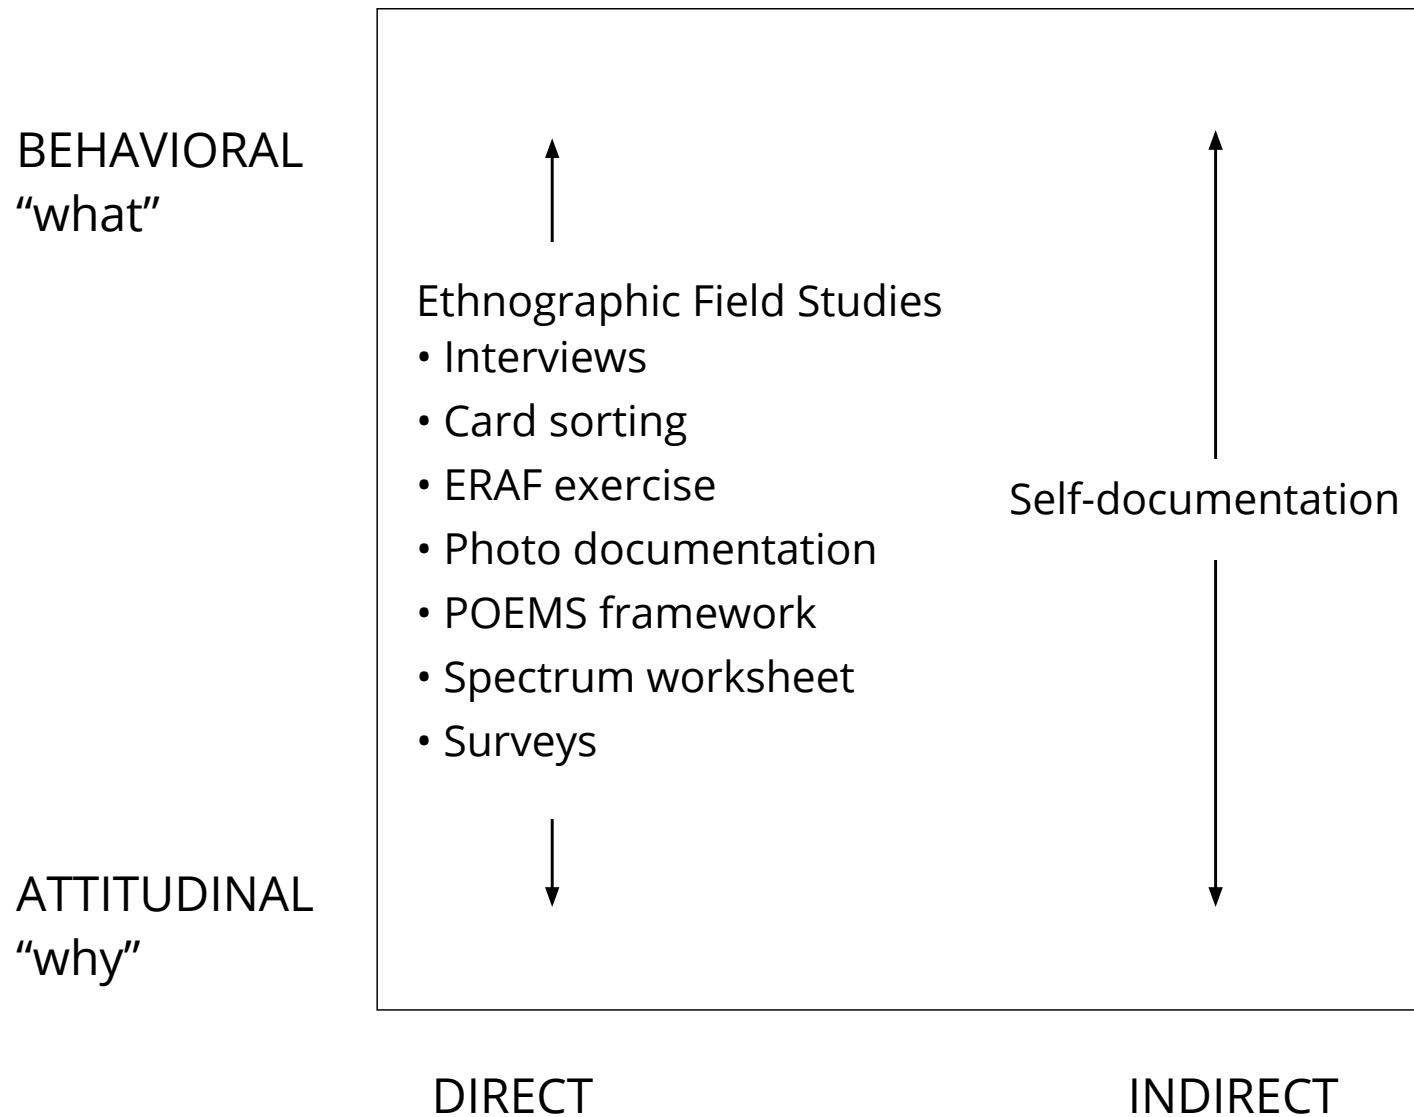 BEHAVIORAL
“what”
Ethnographic Field Studies
• Interviews
• Card sorting
• ERAF exercise
• Photo documentation
• POEMS framework
• Spectrum worksheet
• Surveys
Self-documentation
ATTITUDINAL
“why”
DIRECT
INDIRECT